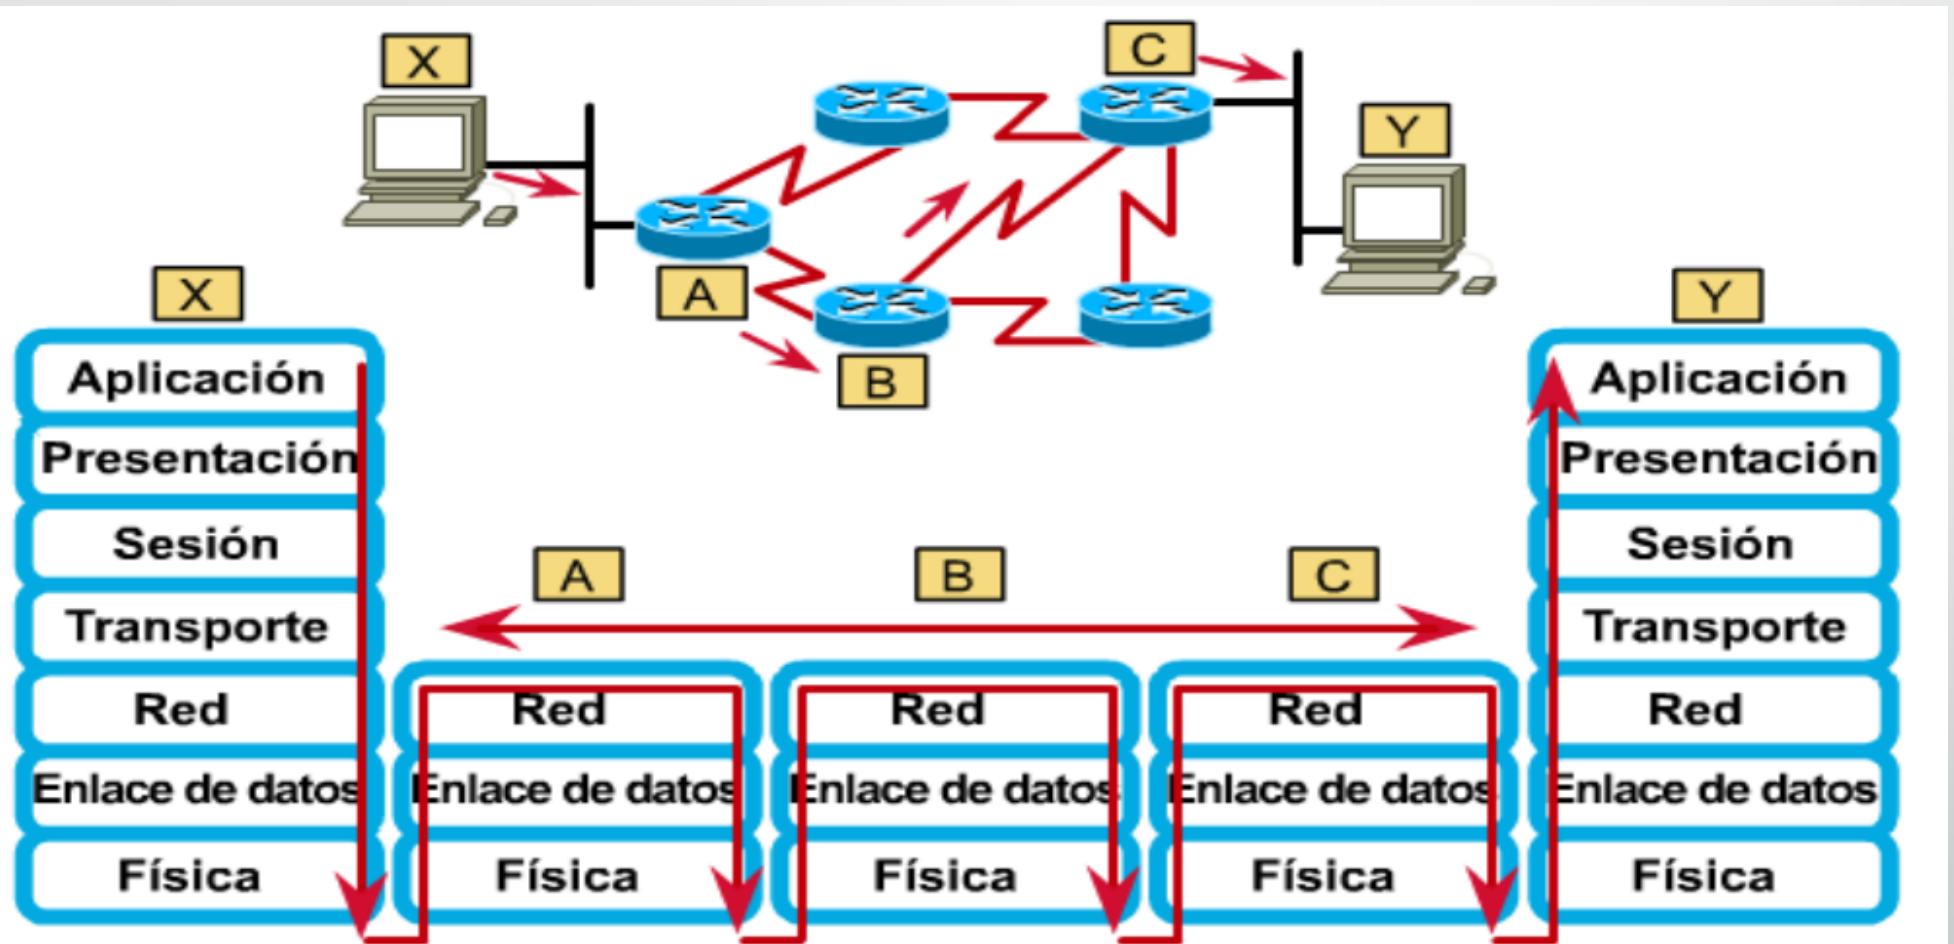 X
C
Y
A
B
X
Aplicación
Presentación
Sesión
Transporte
Red
Enlace de datos
Física
A
Red
Enlace de datos
Física
B
Red
Enlace de datos
Física
C
Red
Enlace de datos
Física
Y
Aplicación
Presentación
Sesión
Transporte
Red
Enlace de datos
Física